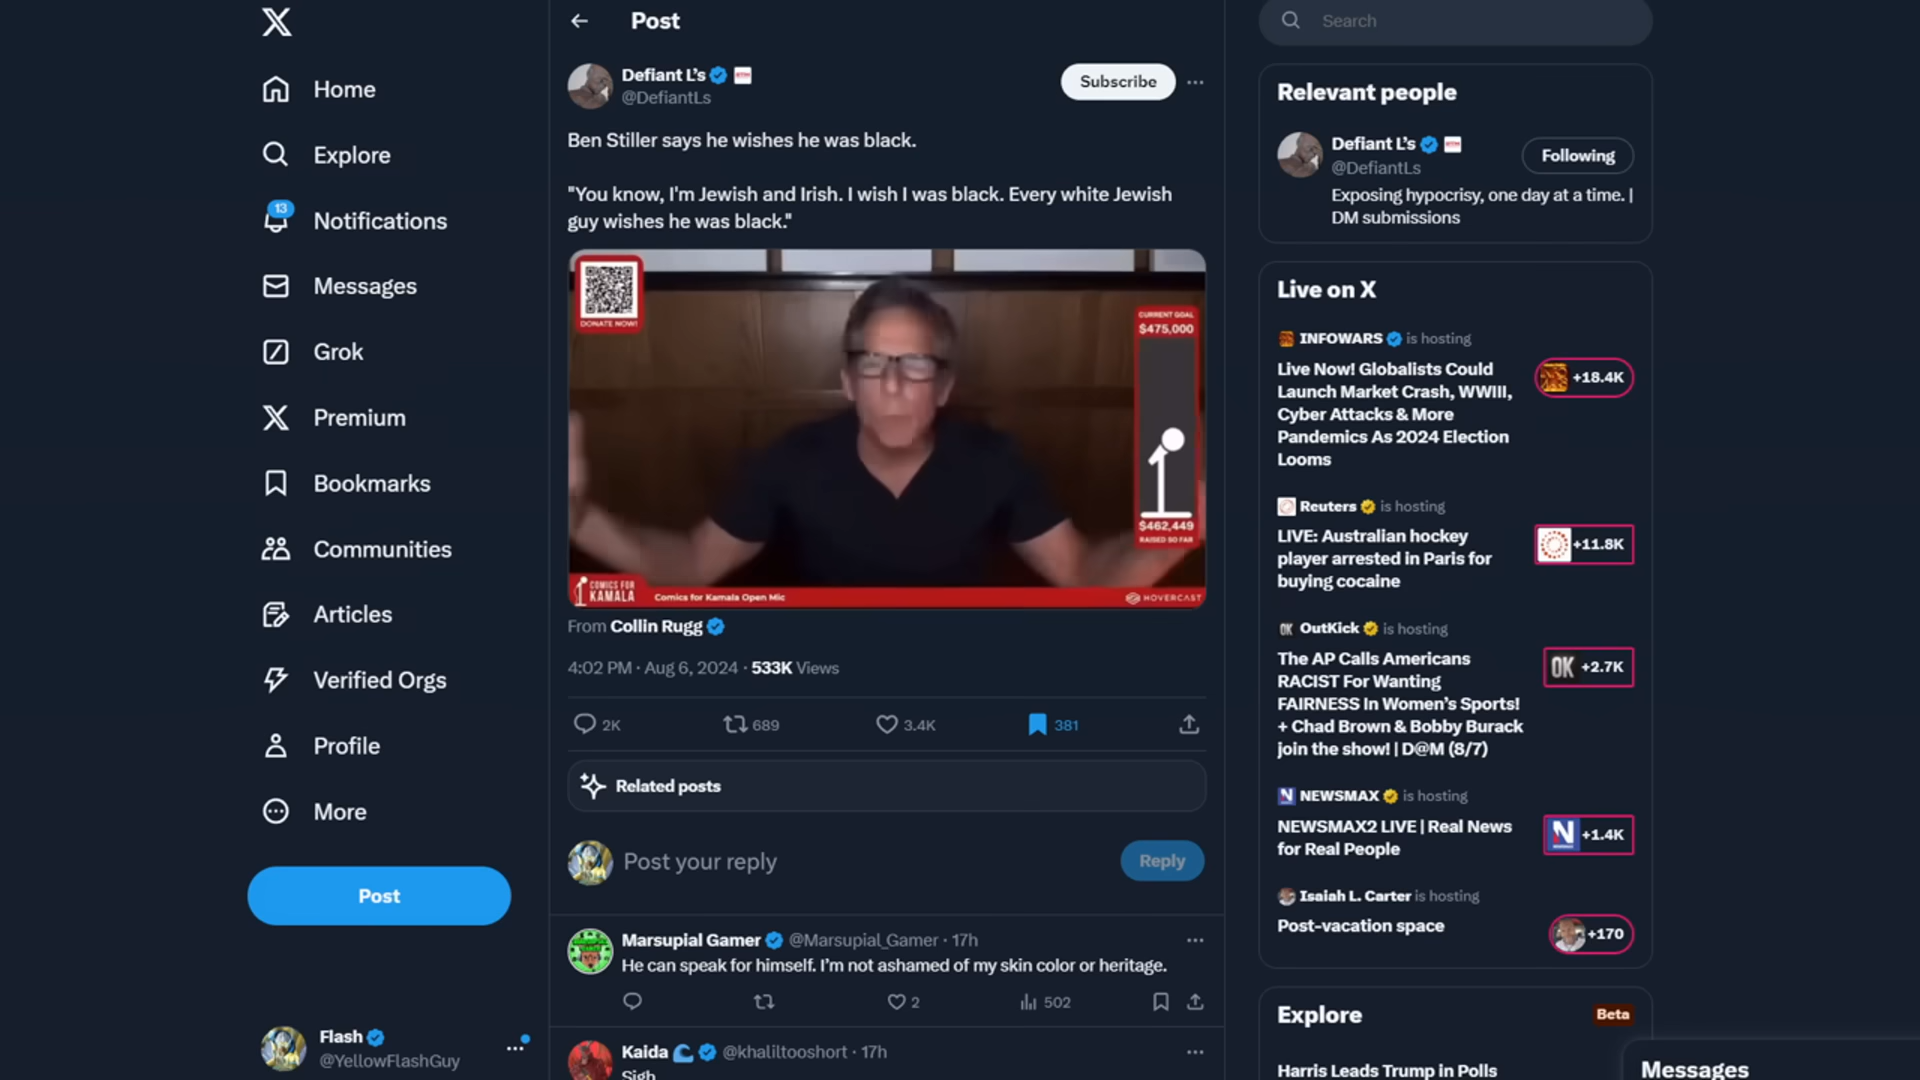 Home
Explore
13
Notifications
Messages
Grok
Premium
Bookmarks
Communities
Articles
Verified Orgs
Profile
More
Post
Flash
@YellowFlashGuy
Post
Defiant L's
@DefiantLs
Subscribe
Ben Stiller says he wishes he was black.
"You know, I'm Jewish and Irish. I wish I was black. Every white Jewish
guy wishes he was black."
DONATE NOW!
CURRENT GOAL
$475,000
$462,449
RAISED SO FAR
COMICS FOR
KAMALA
Comics for Kamala Open Mic
HOVERCAST
From Collin Rugg
4:02 PM · Aug 6, 2024 · 533K Views
2K
689
3.4K
381
Related posts
Post your reply
Reply
Marsupial Gamer @Marsupial_Gamer · 17h
He can speak for himself. I'm not ashamed of my skin color or heritage.
2
502
Kaida @khaliltooshort · 17h
Sigh
Search
Relevant people
Defiant L's
@DefiantLs
Following
Exposing hypocrisy, one day at a time. |
DM submissions
Live on X
INFOWARS is hosting
Live Now! Globalists Could
Launch Market Crash, WWIII,
Cyber Attacks & More
Pandemics As 2024 Election
Looms
+18.4K
Reuters is hosting
LIVE: Australian hockey
player arrested in Paris for
buying cocaine
+11.8K
OK OutKick is hosting
The AP Calls Americans
RACIST For Wanting
FAIRNESS In Women's Sports!
+ Chad Brown & Bobby Burack
join the show! | D@M (8/7)
OK +2.7K
N NEWSMAX is hosting
NEWSMAX2 LIVE | Real News
for Real People
N +1.4K
Isaiah L. Carter is hosting
Post-vacation space
+170
Explore
Beta
Harris Leads Trump in Polls
Messages